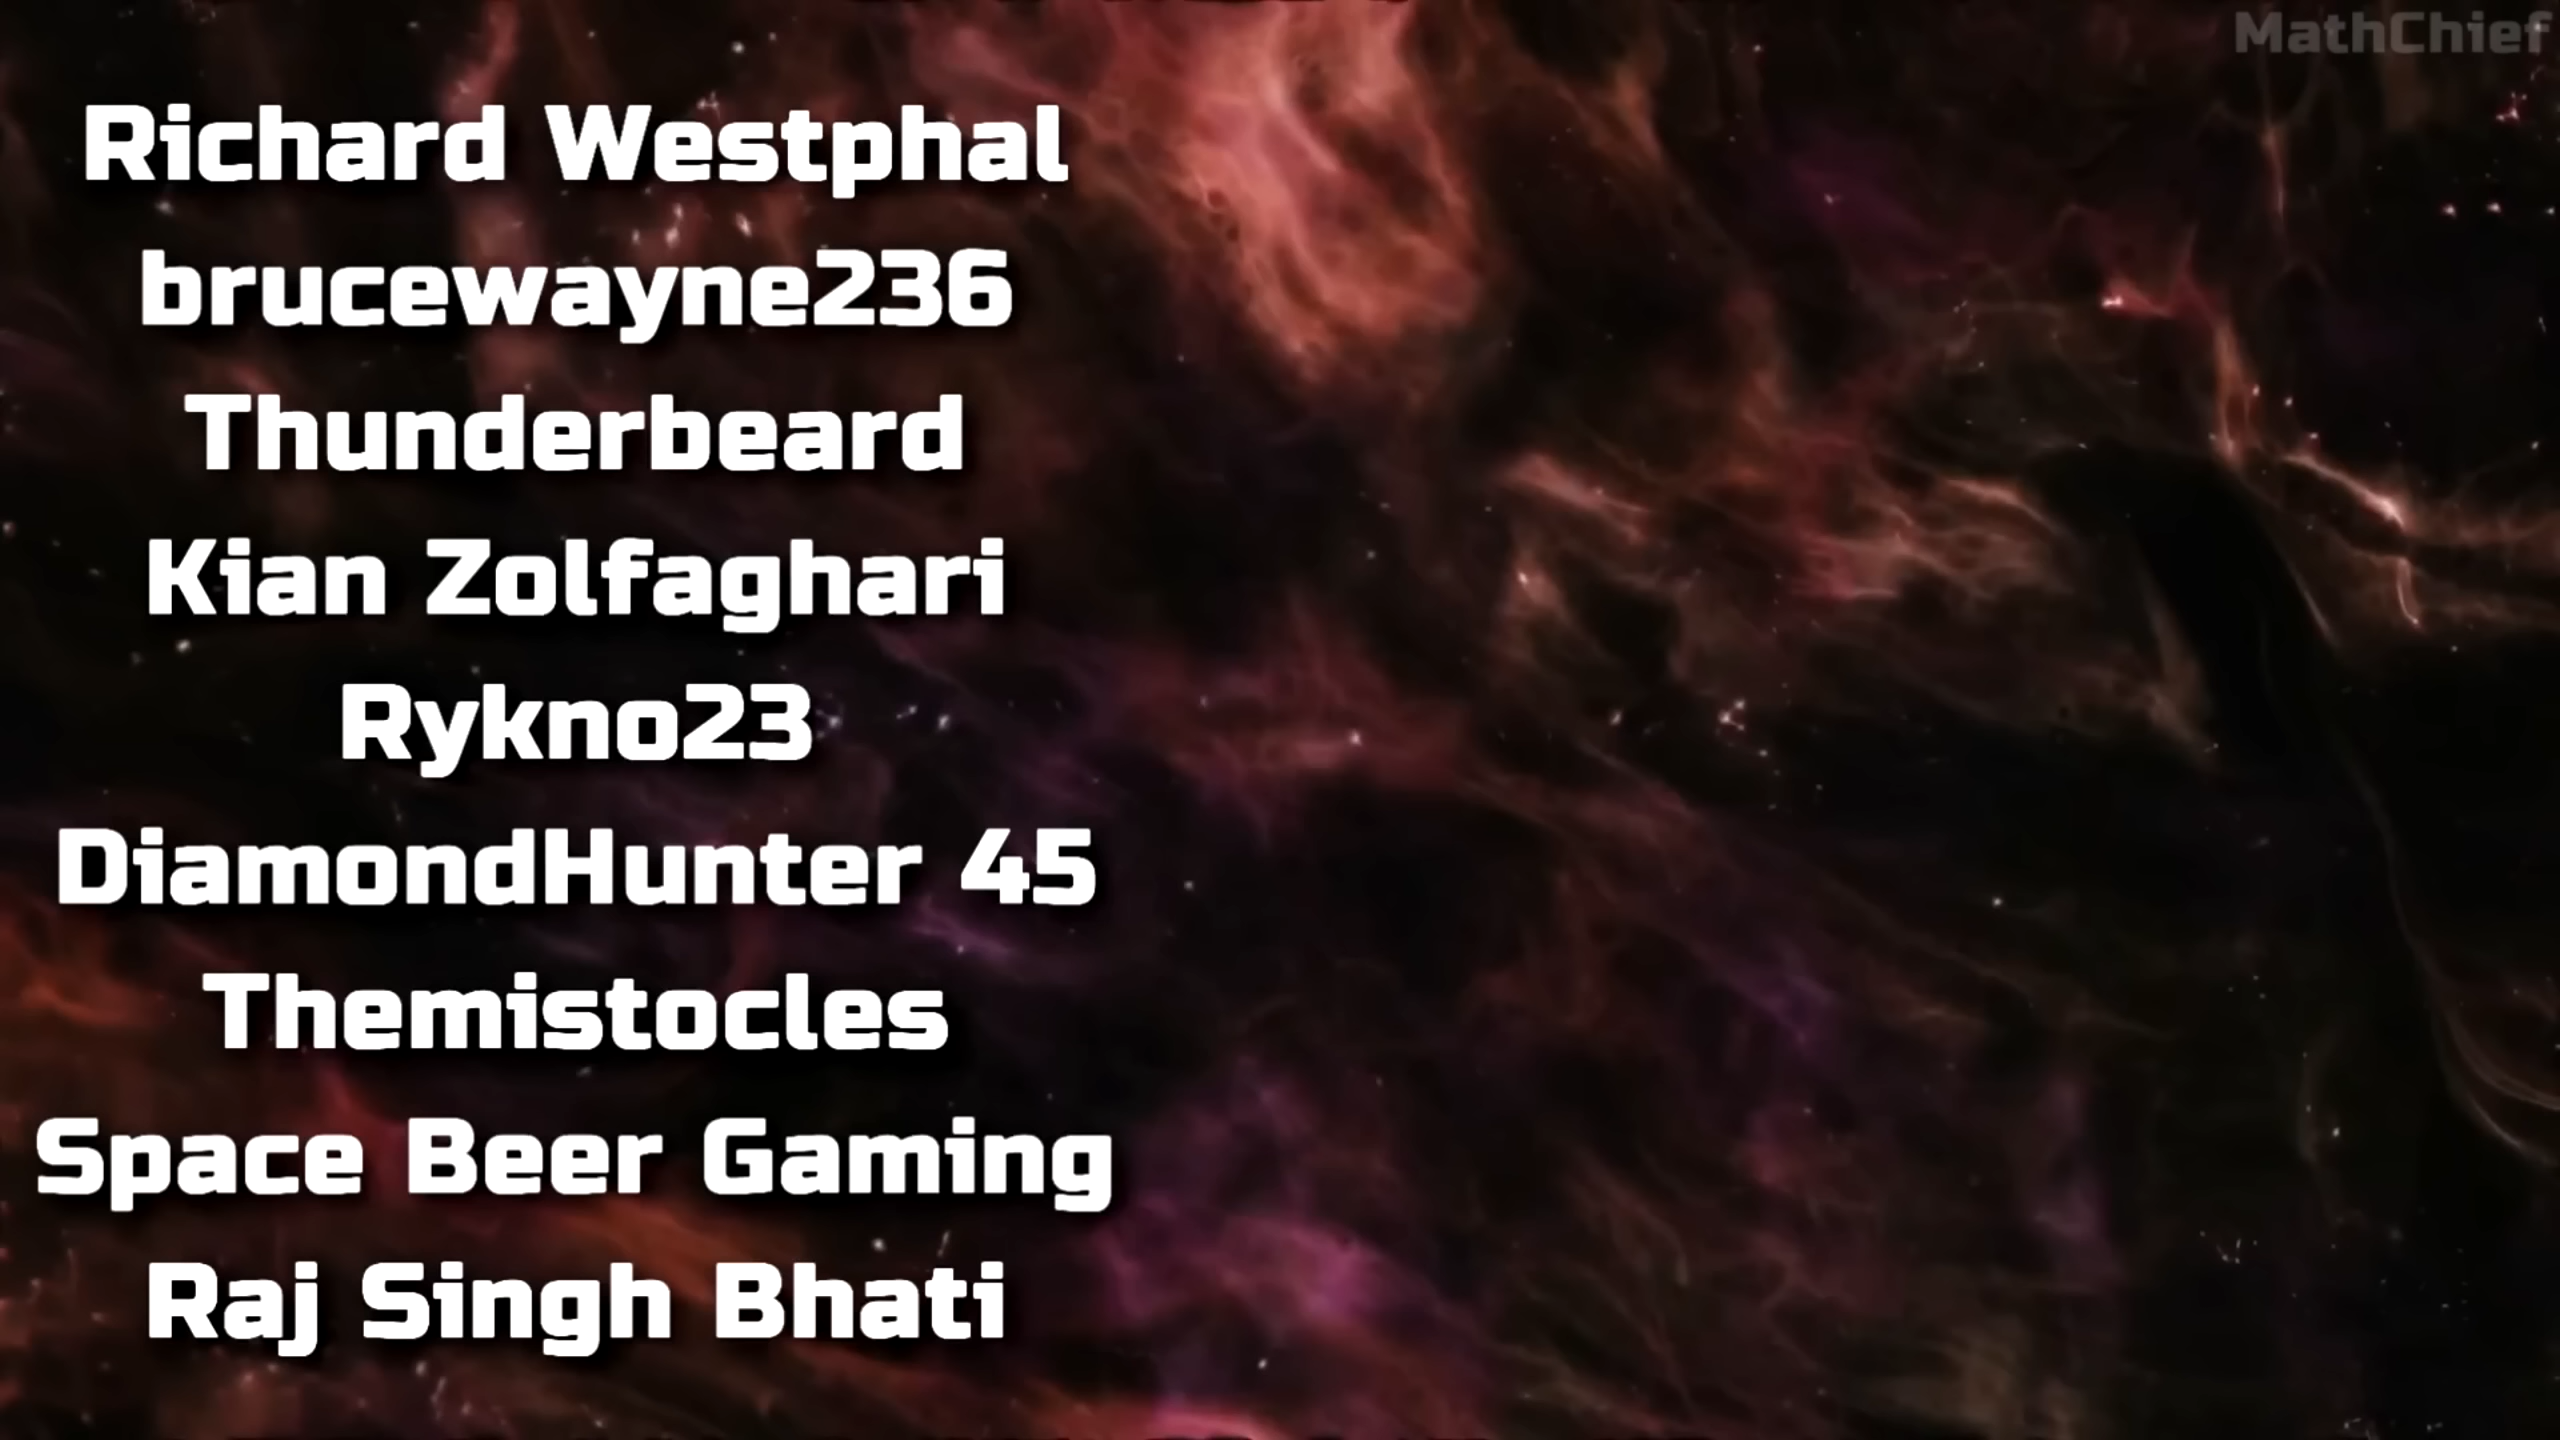 MathChief
Richard Westphal
brucewayne236
Thunderbeard
Kian Zolfaghari
Rykno23
DiamondHunter 45
Themistocles
Space Beer Gaming
Raj Singh Bhati